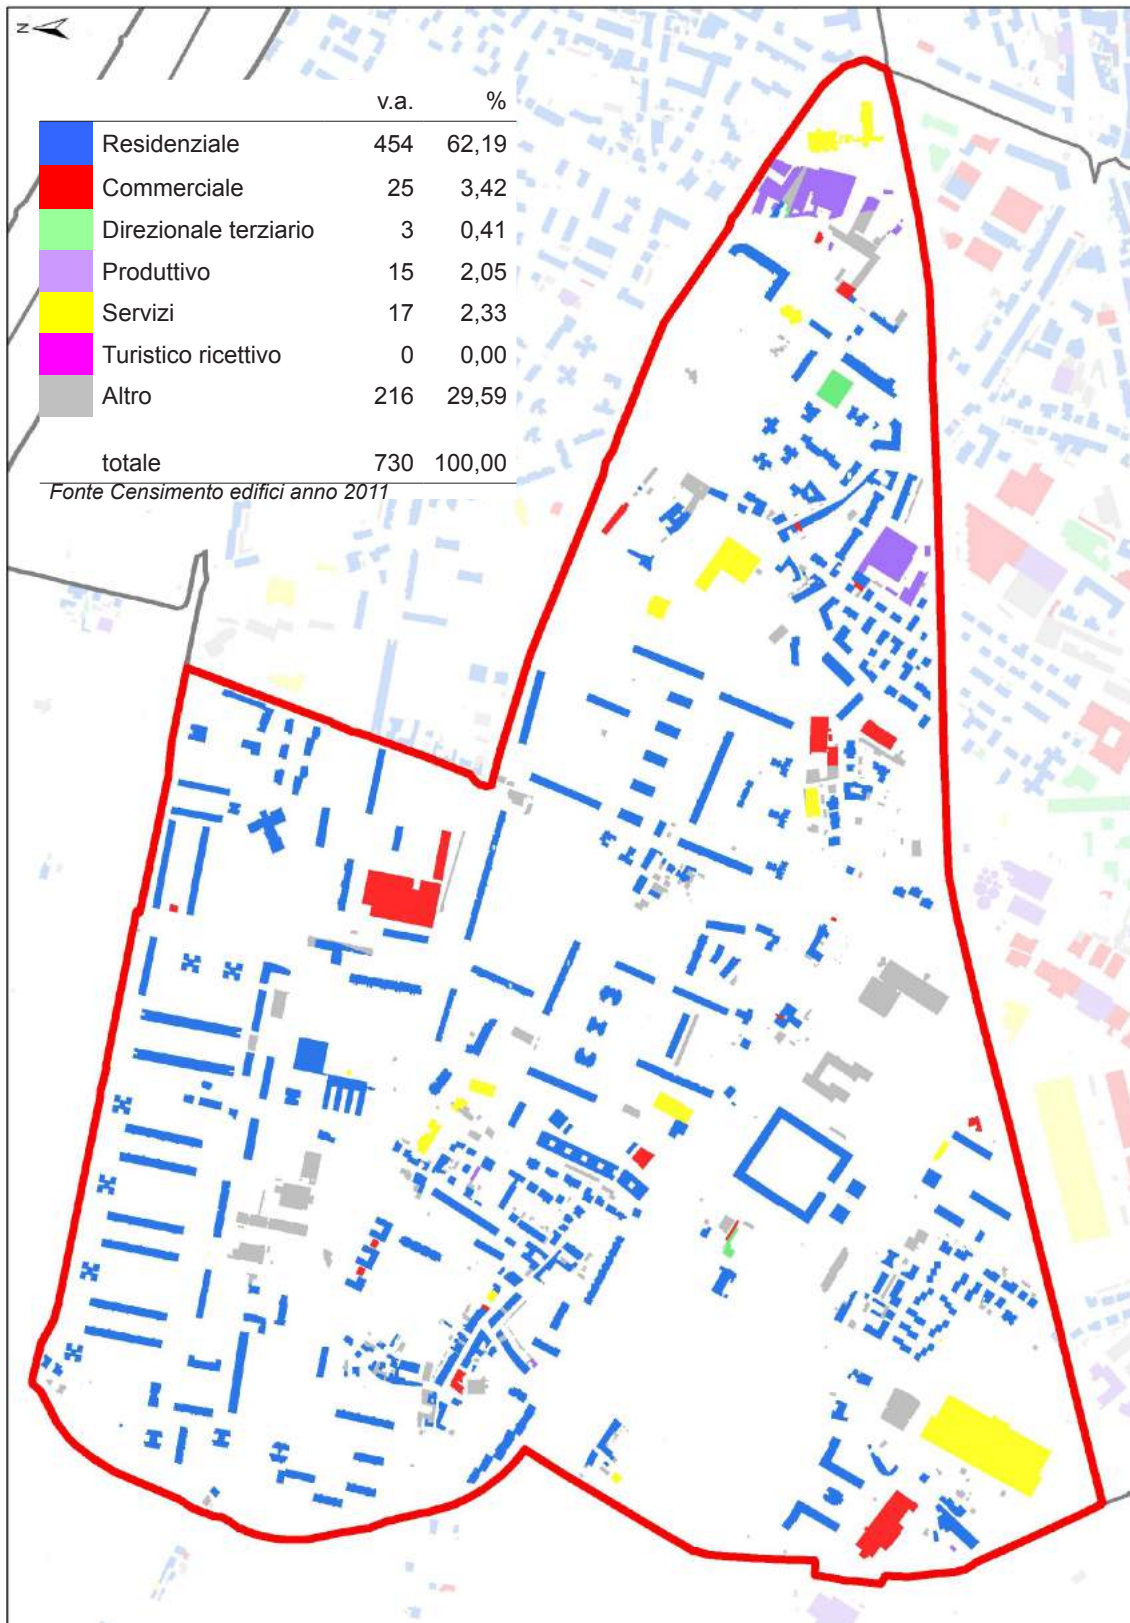 N
v.a. %
Residenziale 454 62,19
Commerciale 25 3,42
Direzionale terziario 3 0,41
Produttivo 15 2,05
Servizi 17 2,33
Turistico ricettivo 0 0,00
Altro 216 29,59
totale 730 100,00
Fonte Censimento edifici anno 2011